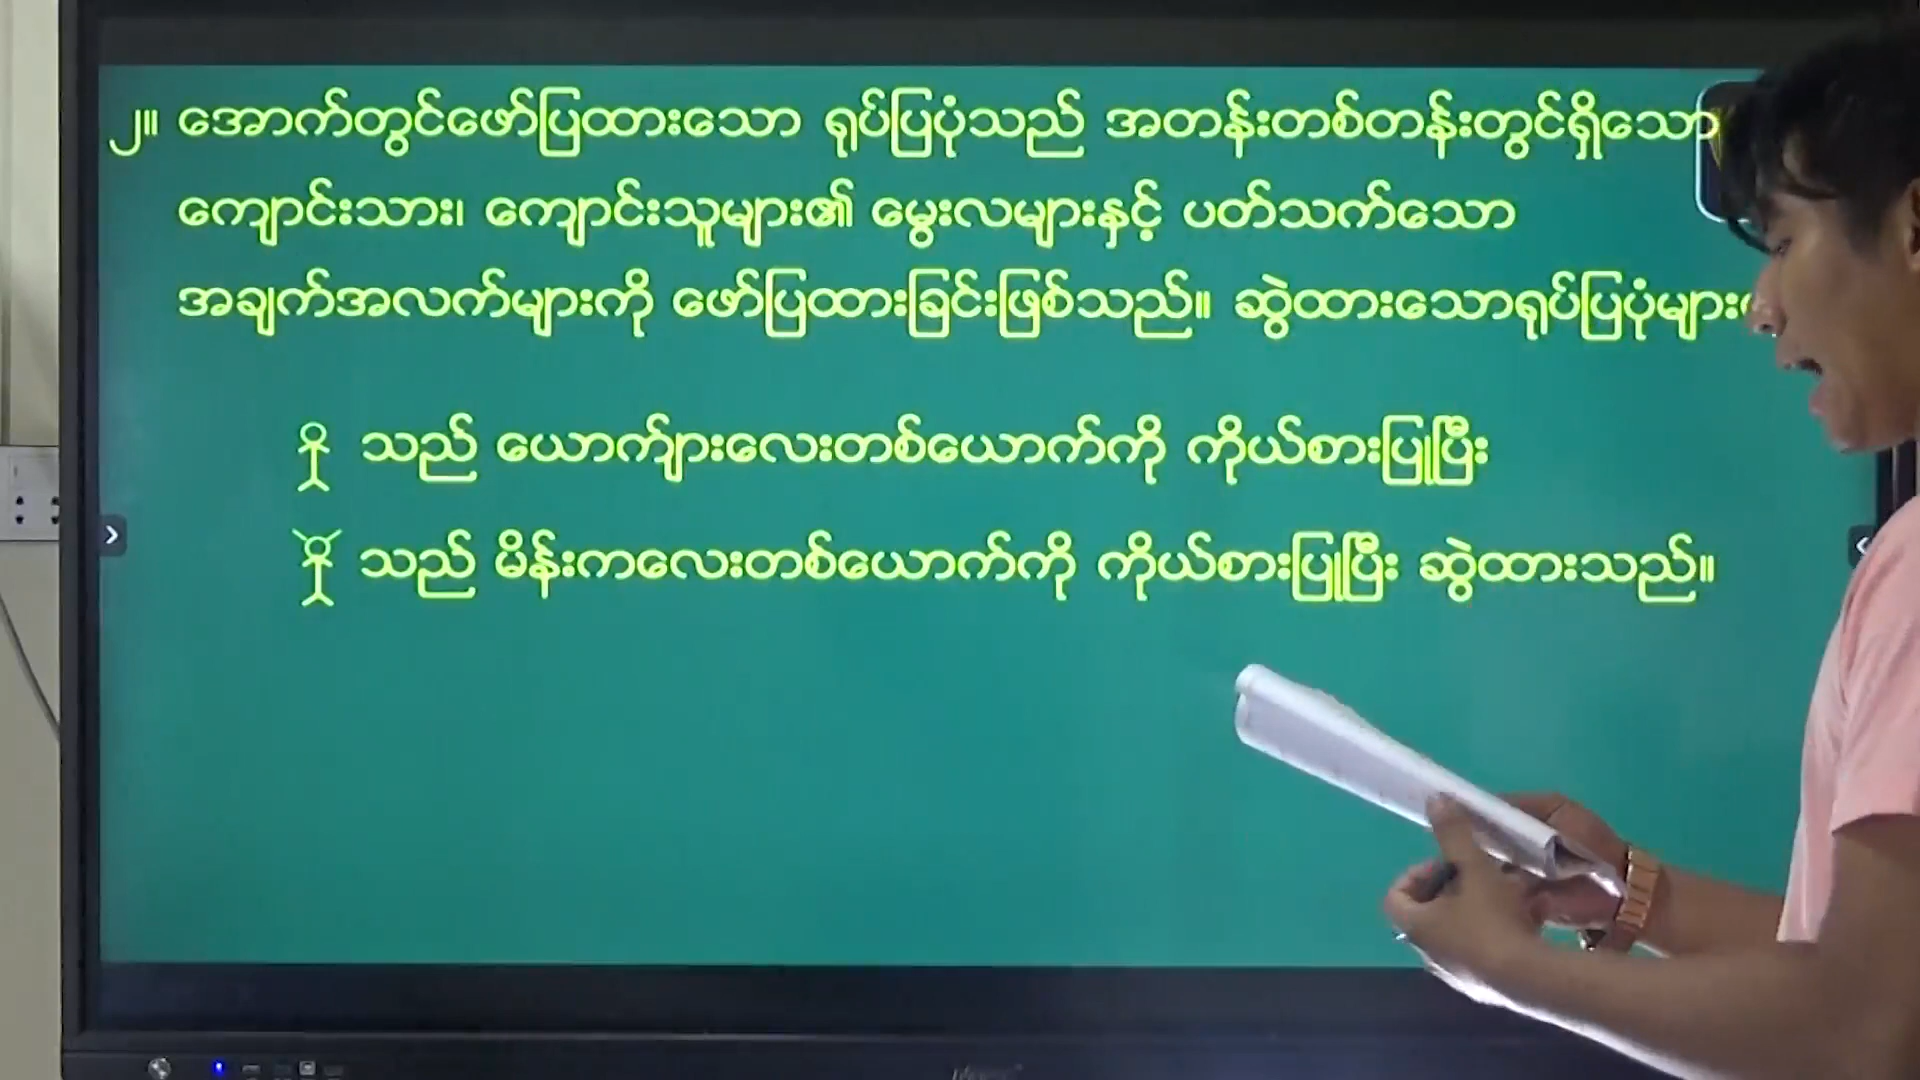 ၂။ အောက်တွင်ဖော်ပြထားသော ရုပ်ပြပုံသည် အတန်းတစ်တန်းတွင်ရှိသော
ကျောင်းသား၊ ကျောင်းသူများ၏ မွေးလများနှင့် ပတ်သက်သော
အချက်အလက်များကို ဖော်ပြထားခြင်းဖြစ်သည်။ ဆွဲထားသောရုပ်ပြပုံများ
သည် ယောက်ျားလေးတစ်ယောက်ကို ကိုယ်စားပြုပြီး
သည် မိန်းကလေးတစ်ယောက်ကို ကိုယ်စားပြုပြီး ဆွဲထားသည်။